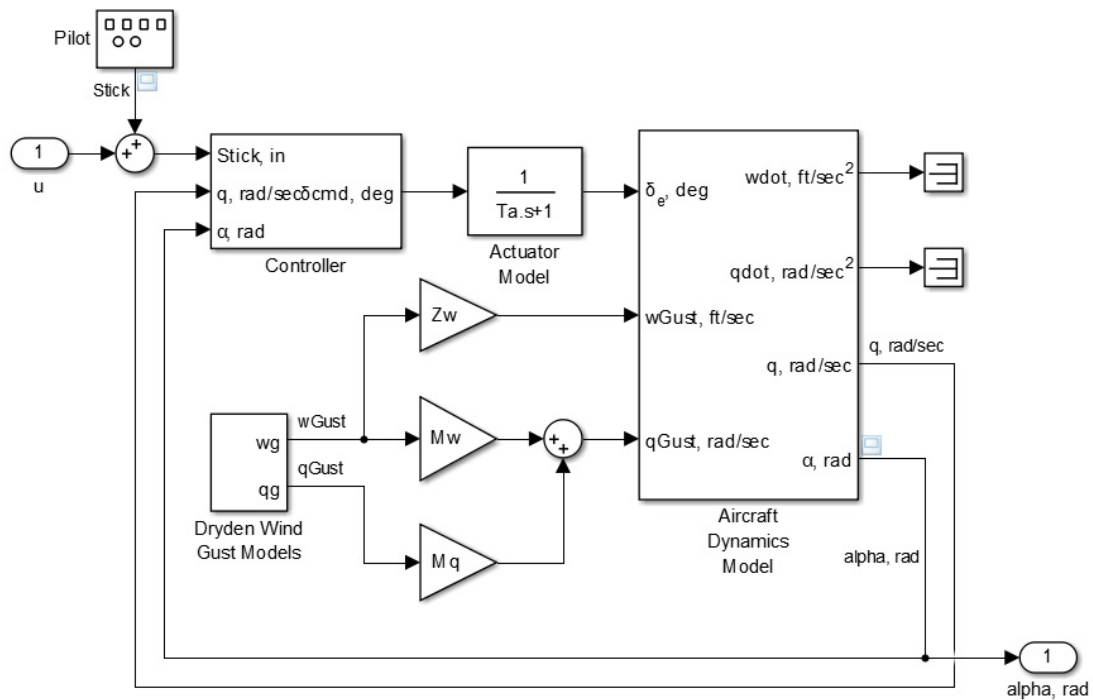 Pilot
Stick
1
u
Stick, in
q, rad/secδcmd, deg
α, rad
Controller
1
Ta.s+1
Actuator
Model
δe, deg
wGust, ft/sec
qGust, rad/sec
wdot, ft/sec²
qdot, rad/sec²
q, rad/sec
α, rad
Aircraft
Dynamics
Model
q, rad/sec
Zw
Mw
Mq
wg
qg
wGust
qGust
Dryden Wind
Gust Models
alpha, rad
1
alpha, rad
+
+
+
+